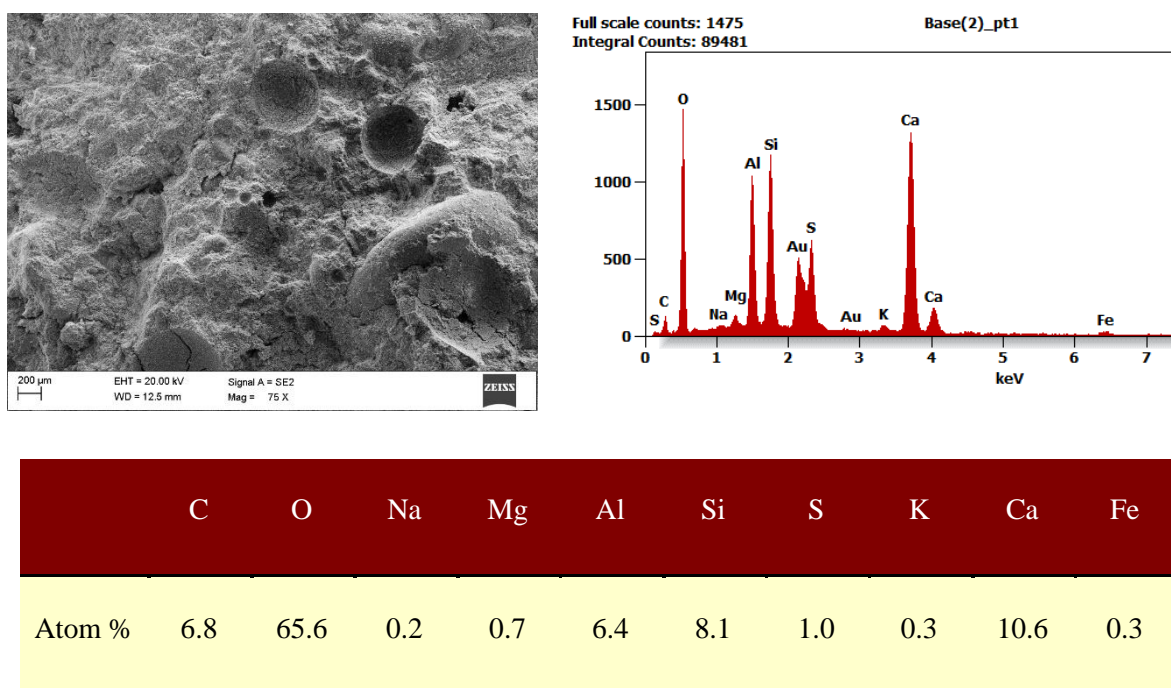 Full scale counts: 1475
Base(2)_pt1
Integral Counts: 89481
1500
1000
500
0
O
Ca
Si
Al
S
Au
C
S
Na
Mg
Au
K
Ca
Fe
0 1 2 3 4 5 6 7
keV
200 µm
EHT = 20.00 kV
Signal A = SE2
WD = 12.5 mm
Mag = 75 X
ZEISS
C O Na Mg Al Si S K Ca Fe
Atom % 6.8 65.6 0.2 0.7 6.4 8.1 1.0 0.3 10.6 0.3